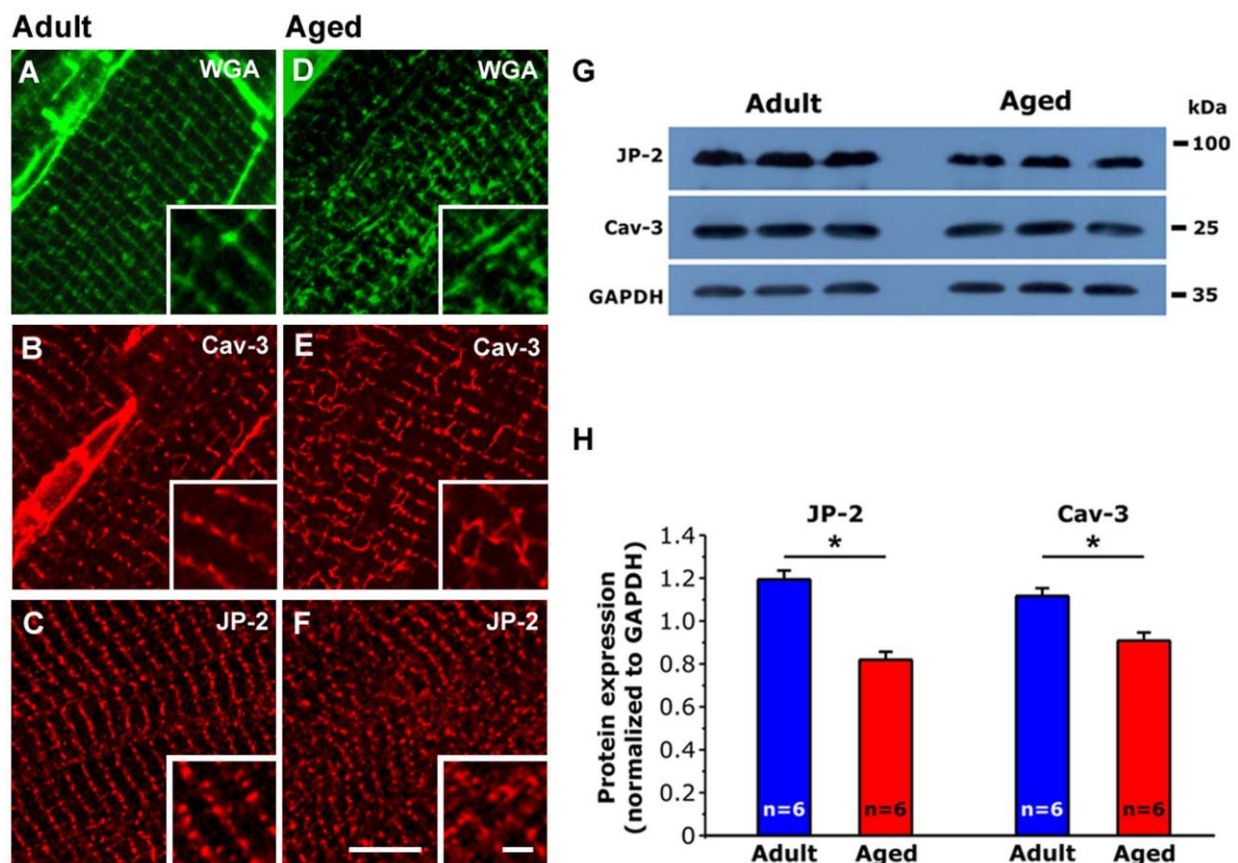 Adult Aged
A WGA D WGA
B Cav-3 E Cav-3
C JP-2 F JP-2
G
Adult Aged kDa
JP-2 100
Cav-3 25
GAPDH 35
H
Protein expression
(normalized to GAPDH)
JP-2 Cav-3
* *
1.4
1.2
1.0
0.8
0.6
0.4
0.2
0
n=6 n=6 n=6 n=6
Adult Aged Adult Aged